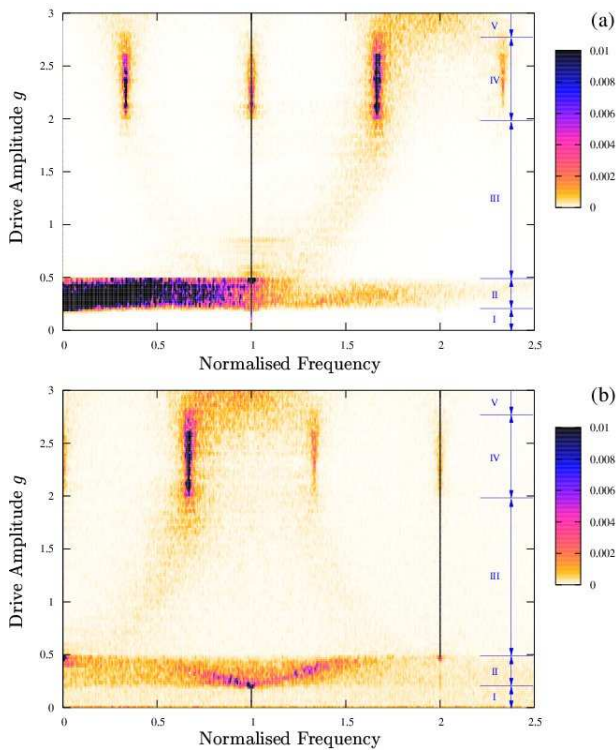 (a)
3
2.5
2
1.5
1
0.5
0
Drive Amplitude g
V
IV
III
II
I
0.01
0.008
0.006
0.004
0.002
0
0 0.5 1 1.5 2 2.5
Normalised Frequency
(b)
3
2.5
2
1.5
1
0.5
0
Drive Amplitude g
V
IV
III
II
I
0.01
0.008
0.006
0.004
0.002
0
0 0.5 1 1.5 2 2.5
Normalised Frequency